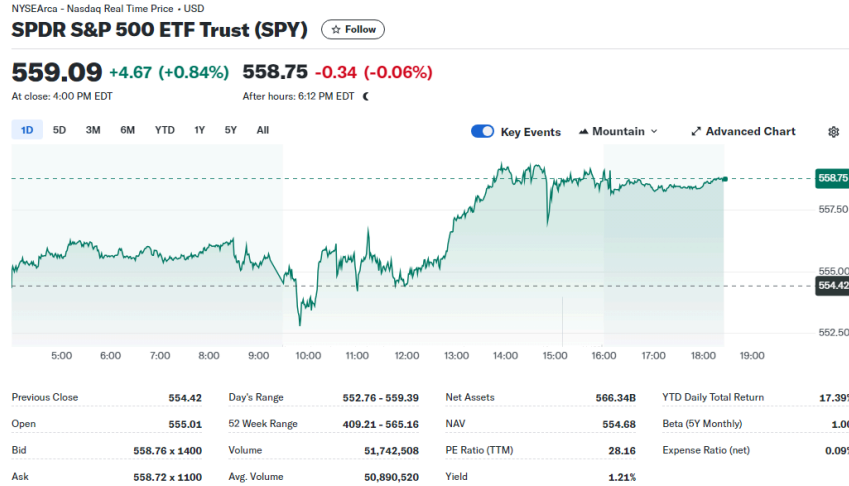 NYSEArca - Nasdaq Real Time Price • USD
SPDR S&P 500 ETF Trust (SPY) ☆ Follow
559.09 +4.67 (+0.84%) 558.75 -0.34 (-0.06%)
At close: 4:00 PM EDT After hours: 6:12 PM EDT
1D 5D 3M 6M YTD 1Y 5Y All Key Events Mountain Advanced Chart
558.75
557.50
555.00
554.42
552.50
5:00 6:00 7:00 8:00 9:00 10:00 11:00 12:00 13:00 14:00 15:00 16:00 17:00 18:00 19:00
Previous Close 554.42 Day's Range 552.76 - 559.39 Net Assets 566.34B YTD Daily Total Return 17.39%
Open 555.01 52 Week Range 409.21 - 565.16 NAV 554.68 Beta (5Y Monthly) 1.00
Bid 558.76 x 1400 Volume 51,742,508 PE Ratio (TTM) 28.16 Expense Ratio (net) 0.09%
Ask 558.72 x 1100 Avg. Volume 50,890,520 Yield 1.21%